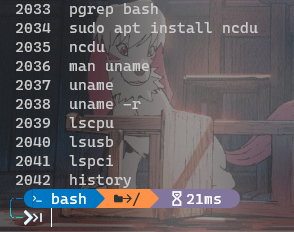 2033 pgrep bash
2034 sudo apt install ncdu
2035 ncdu
2036 man uname
2037 uname
2038 uname -r
2039 lscpu
2040 lsusb
2041 lspci
2042 history
>_ bash / 21ms